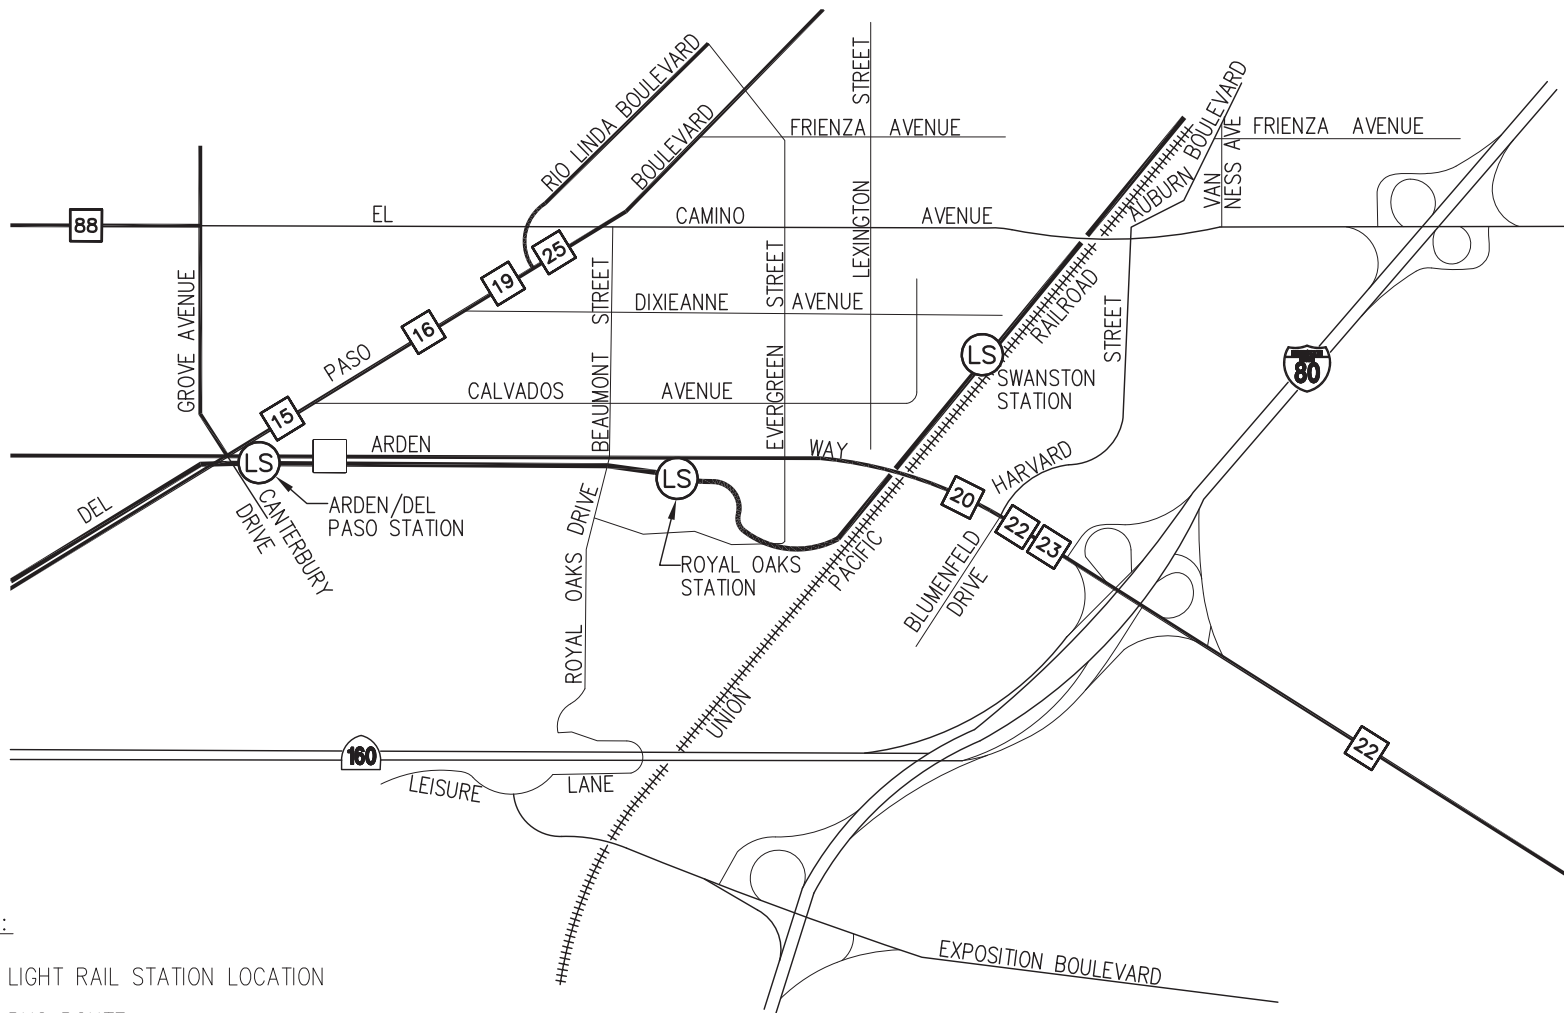 RIO LINDA BOULEVARD
BOULEVARD
STREET
FRIENZA AVENUE
AUBURN BOULEVARD
VAN
NESS AVE
FRIENZA AVENUE
88
EL CAMINO AVENUE
LEXINGTON
25
19
16
15
GROVE AVENUE
PASO
DEL
BEAUMONT STREET
EVERGREEN STREET
DIXIEANNE AVENUE
CALVADOS AVENUE
RAILROAD
STREET
LS
SWANSTON
STATION
80
ARDEN WAY
LS
LS
ARDEN/DEL
PASO STATION
CANTERBURY
DRIVE
ROYAL OAKS DRIVE
ROYAL OAKS
STATION
HARVARD
20
22
23
BLUMENFELD
DRIVE
PACIFIC
UNION
160
LEISURE LANE
22
EXPOSITION BOULEVARD
:
LIGHT RAIL STATION LOCATION